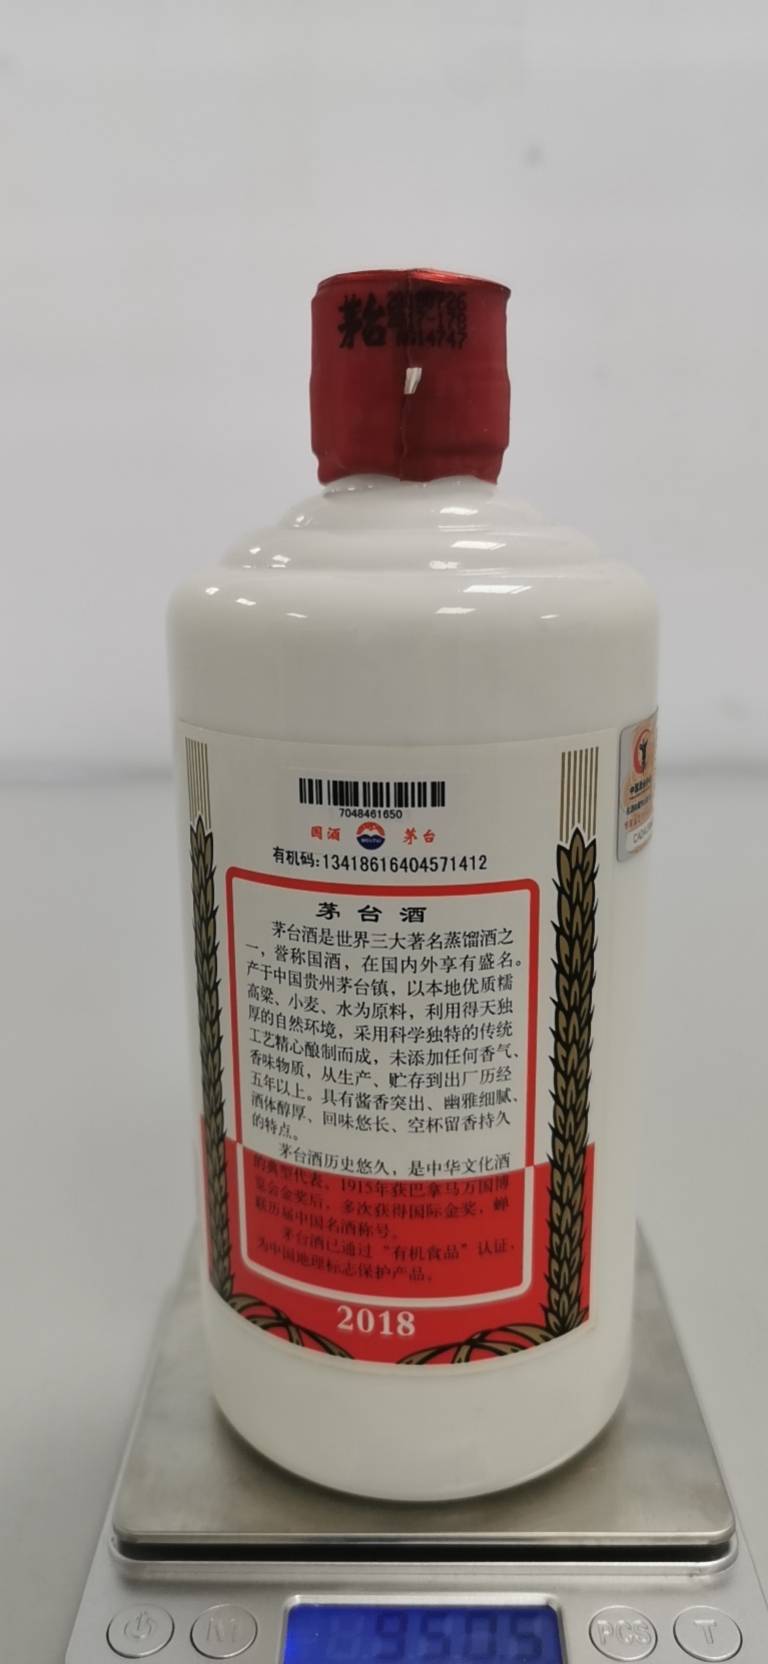 茅台
14747
7048461650
国酒 茅台
有机码:13418616404571412
茅台酒
茅台酒是世界三大著名蒸馏酒之
一，誉称国酒，在国内外享有盛名。
产于中国贵州茅台镇，以本地优质糯
高粱、小麦、水为原料，利用得天独
厚的自然环境，采用科学独特的传统
工艺精心酿制而成，未添加任何香气、
香味物质，从生产、贮存到出厂历经
五年以上。具有酱香突出、幽雅细腻、
酒体醇厚、回味悠长、空杯留香持久
的特点。
茅台酒历史悠久，是中华文化酒
的典型代表。1915年获巴拿马万国博
览会金奖后，多次获得国际金奖，蝉
联历届中国名酒称号。
茅台酒已通过“有机食品”认证，
为中国地理标志保护产品。
2018
PCS
T